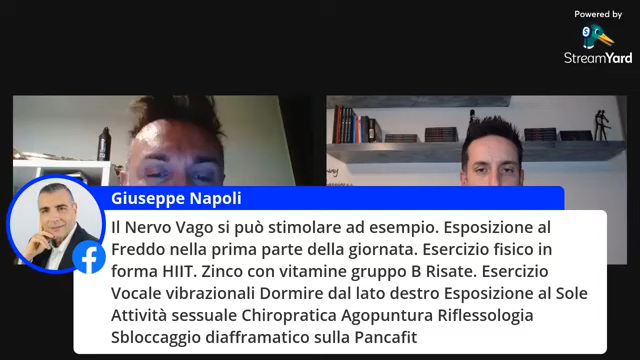 Powered by
StreamYard
Giuseppe Napoli
Il Nervo Vago si può stimolare ad esempio. Esposizione al
Freddo nella prima parte della giornata. Esercizio fisico in
forma HIIT. Zinco con vitamine gruppo B Risate. Esercizio
Vocale vibrazionali Dormire dal lato destro Esposizione al Sole
Attività sessuale Chiropratica Agopuntura Riflessologia
Sbloccaggio diafframatico sulla Pancafit